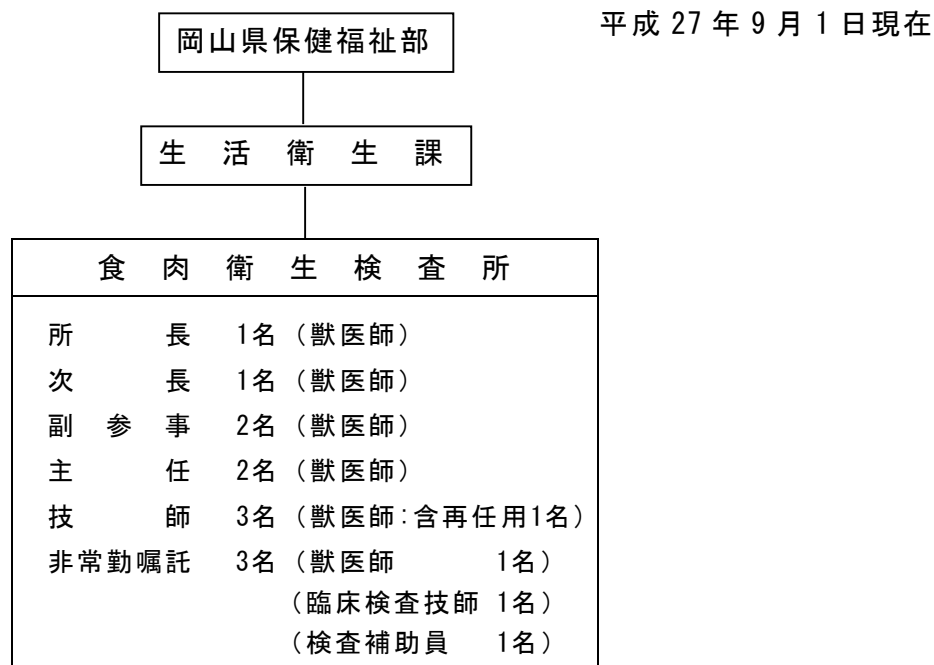 平成 27 年 9 月 1 日現在
岡山県保健福祉部
生活衛生課
食肉衛生検査所
所長 1名 (獣医師)
次長 1名 (獣医師)
副参事 2名 (獣医師)
主任 2名 (獣医師)
技師 3名 (獣医師:含再任用1名)
非常勤嘱託 3名 (獣医師 1名)
(臨床検査技師 1名)
(検査補助員 1名)